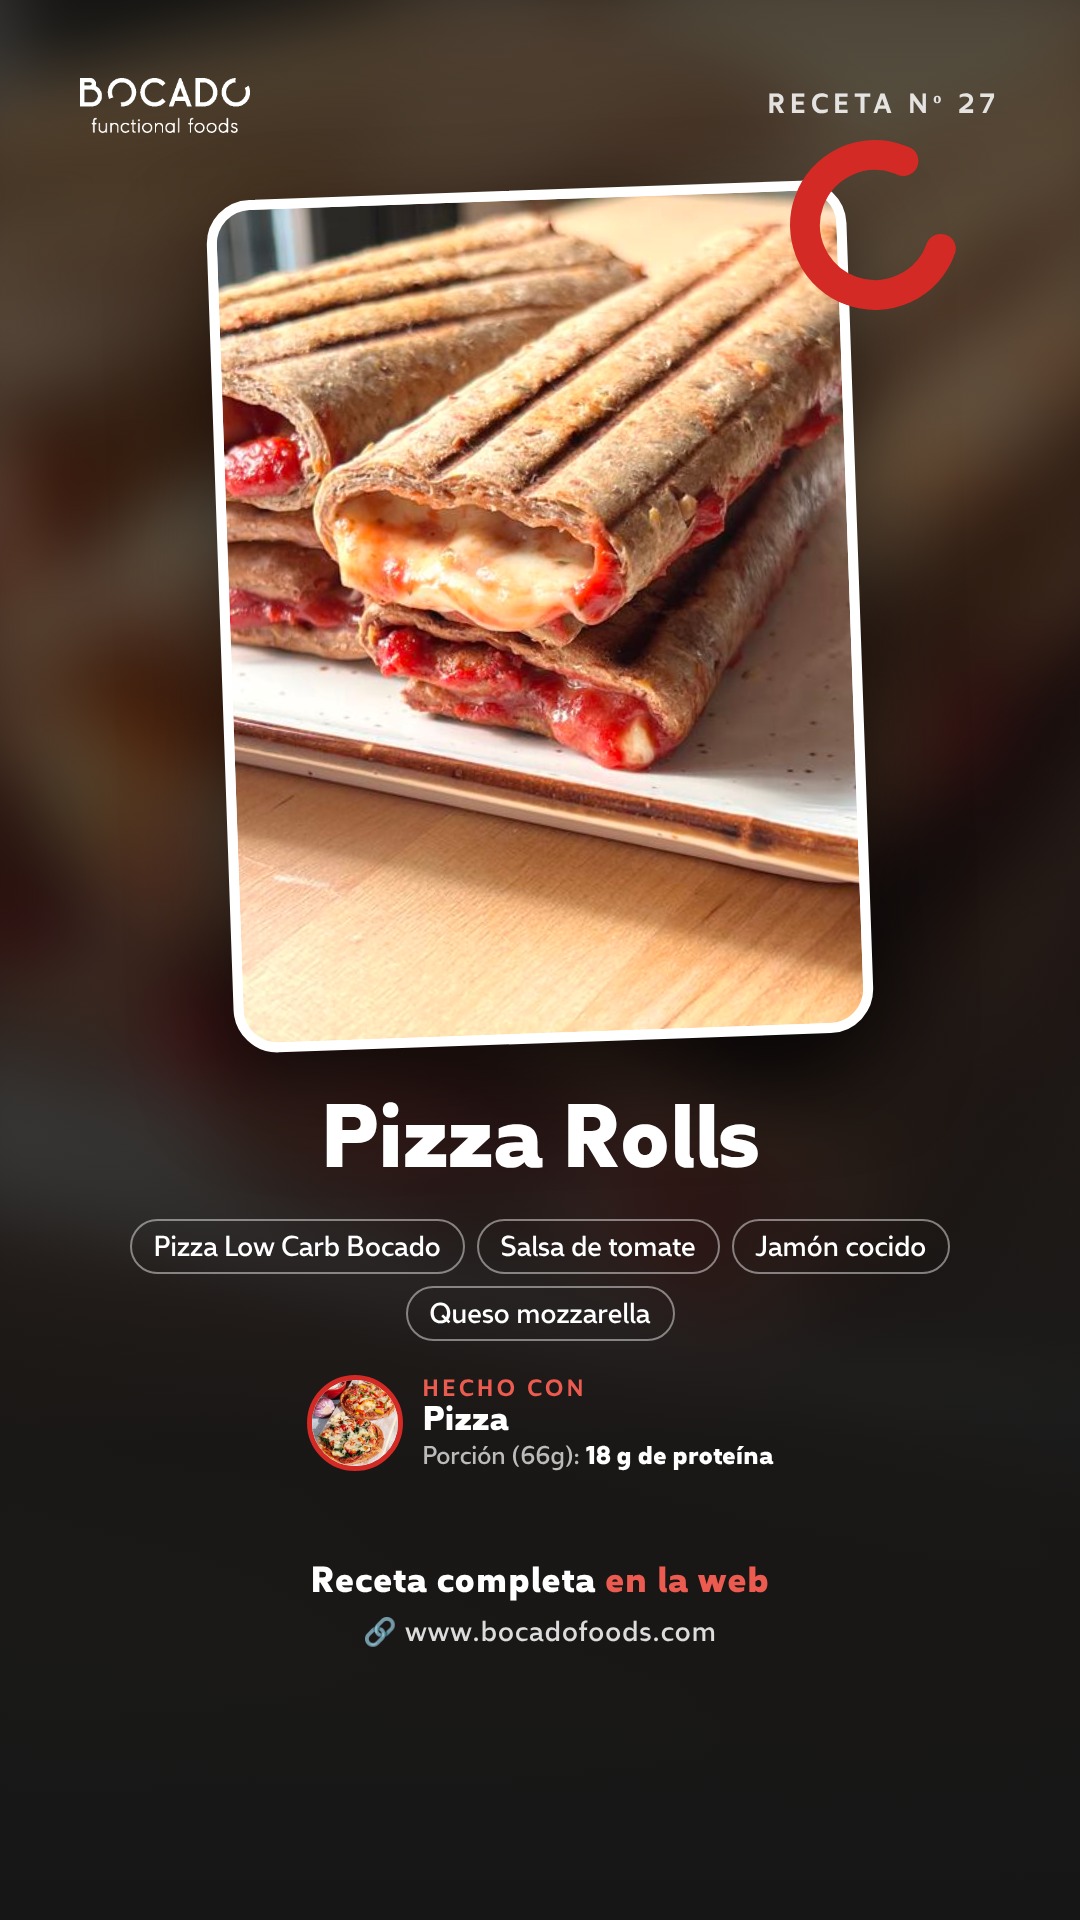 BOCADO
functional foods
RECETA Nº 27
Pizza Rolls
Pizza Low Carb Bocado
Salsa de tomate
Jamón cocido
Queso mozzarella
HECHO CON
Pizza
Porción (66g): 18 g de proteína
Receta completa en la web
www.bocadofoods.com